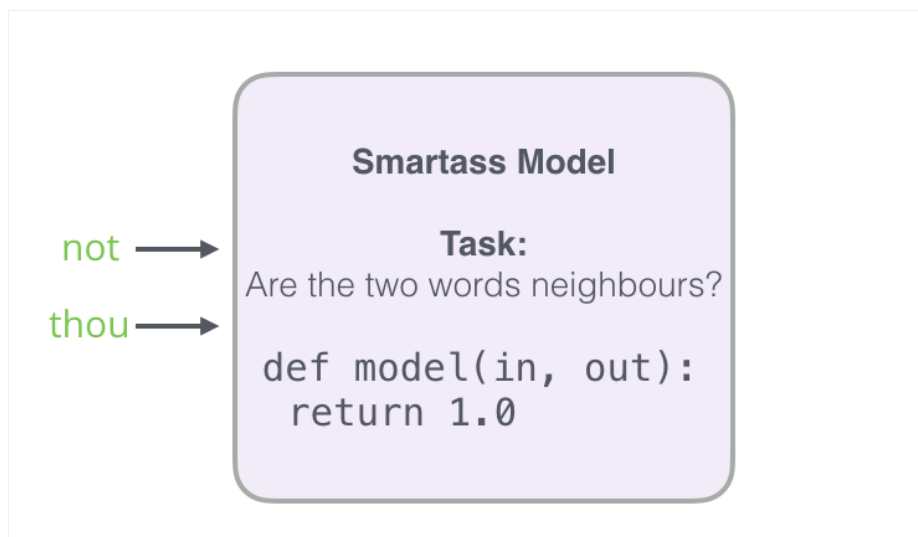 Smartass Model
not
Task:
Are the two words neighbours?
thou
def model(in, out):
return 1.0